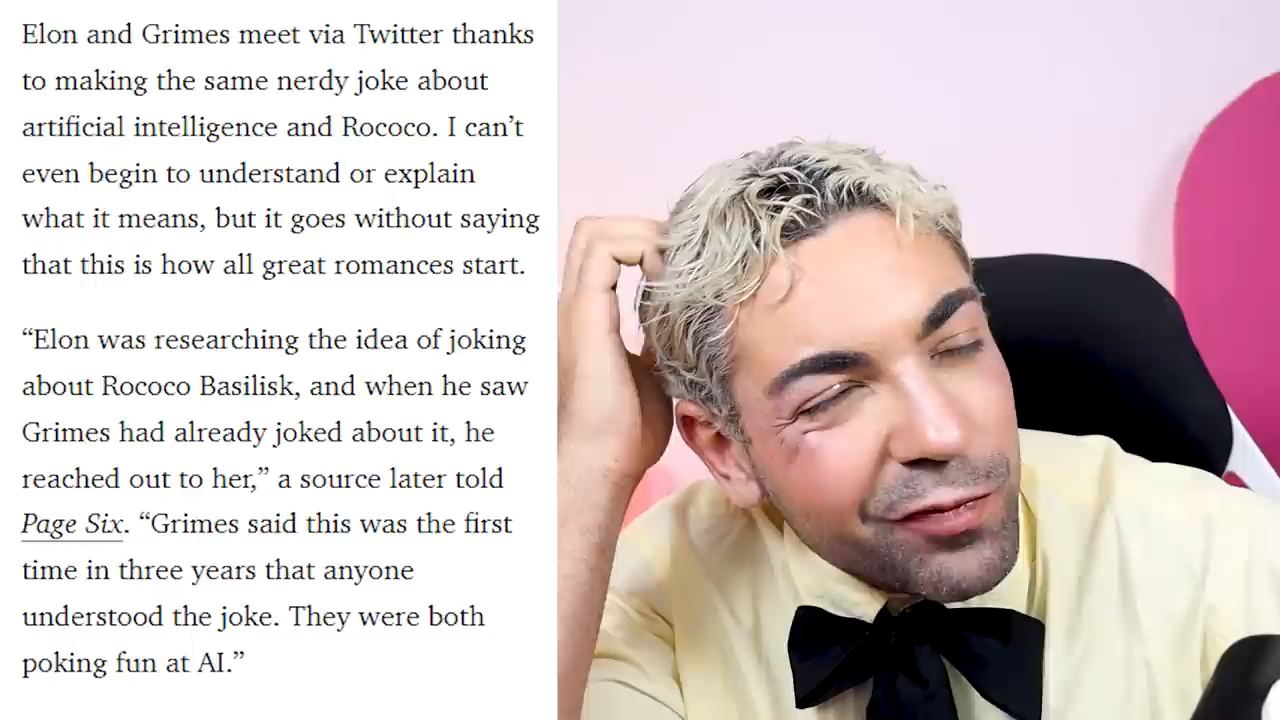 Elon and Grimes meet via Twitter thanks
to making the same nerdy joke about
artificial intelligence and Rococo. I can’t
even begin to understand or explain
what it means, but it goes without saying
that this is how all great romances start.
“Elon was researching the idea of joking
about Rococo Basilisk, and when he saw
Grimes had already joked about it, he
reached out to her,” a source later told
Page Six. “Grimes said this was the first
time in three years that anyone
understood the joke. They were both
poking fun at AI.”